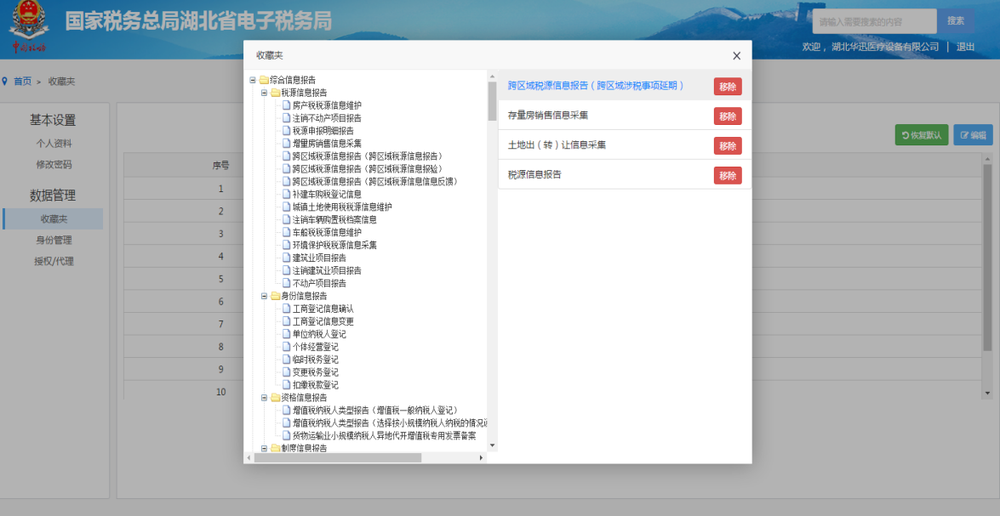 国家税务总局湖北省电子税务局
请输入需要搜索的内容
搜索
欢迎，湖北华迅医疗设备有限公司 | 退出
首页 > 收藏夹
基本设置
个人资料
修改密码
数据管理
收藏夹
身份管理
授权/代理
恢复默认
编辑
序号
1
2
3
4
5
6
7
8
9
10
收藏夹
综合信息报告
税源信息报告
房产税税源信息维护
注销不动产项目报告
税源申报明细报告
增量房销售信息采集
跨区域税源信息报告（跨区域税源信息报告）
跨区域税源信息报告（跨区域税源信息报验）
跨区域税源信息报告（跨区域税源信息信息反馈）
补建车购税登记信息
城镇土地使用税税源信息维护
注销车辆购置税档案信息
车船税税源信息维护
环境保护税税源信息采集
建筑业项目报告
注销建筑业项目报告
不动产项目报告
身份信息报告
工商登记信息确认
工商登记信息变更
单位纳税人登记
个体经营登记
临时税务登记
变更税务登记
扣缴税款登记
资格信息报告
增值税纳税人类型报告（增值税一般纳税人登记）
增值税纳税人类型报告（选择按小规模纳税人纳税的情况
货物运输业小规模纳税人异地代开增值税专用发票备案
制度信息报告
跨区域税源信息报告（跨区域涉税事项延期）
移除
存量房销售信息采集
移除
土地出（转）让信息采集
移除
税源信息报告
移除